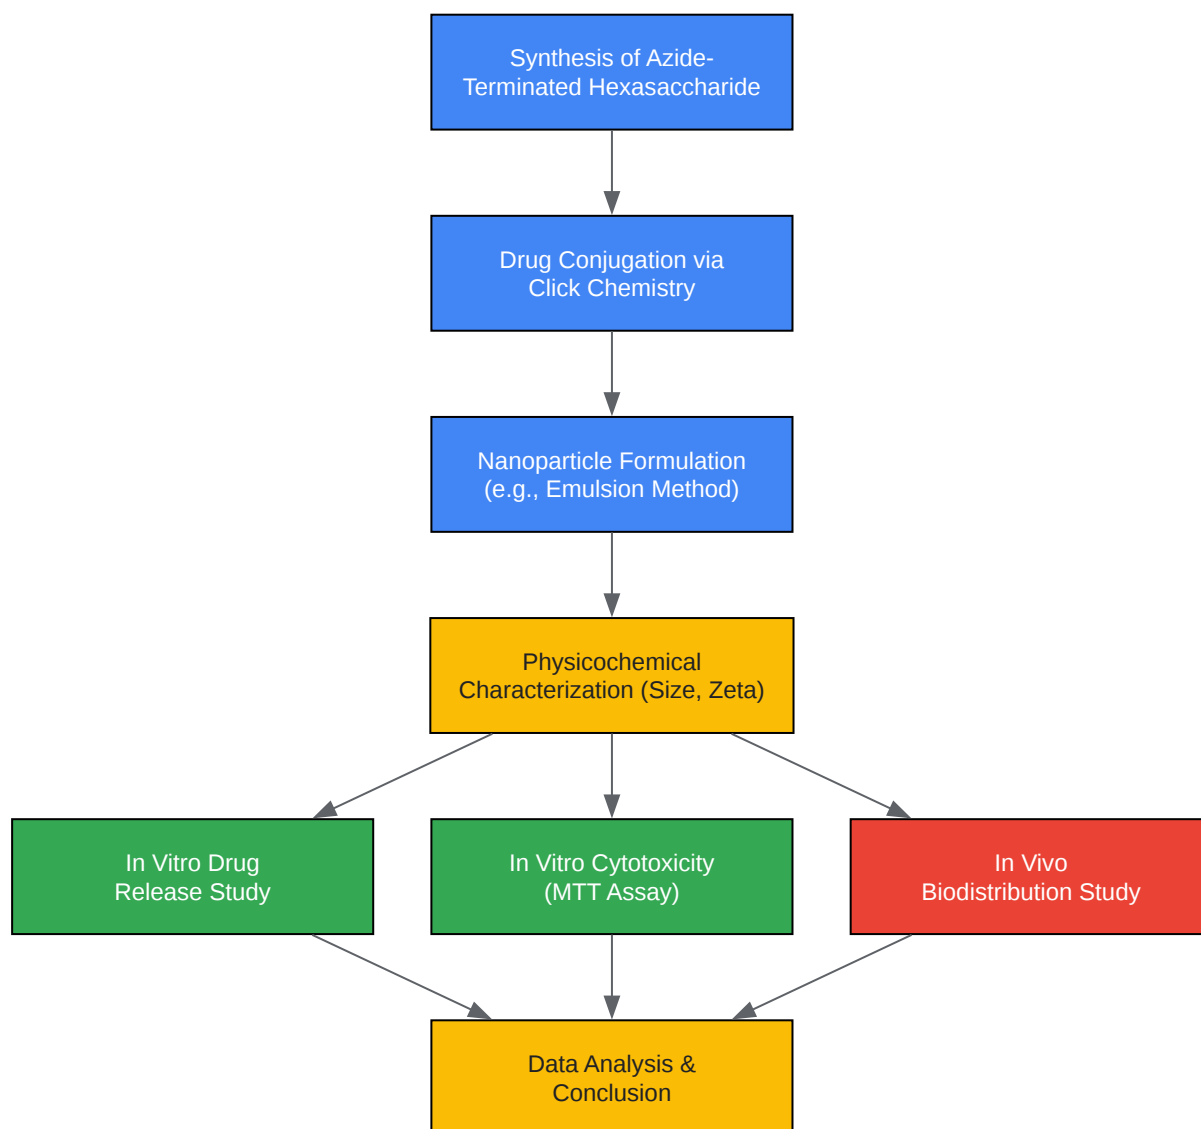 Synthesis of Azide-
Terminated Hexasaccharide
Drug Conjugation via
Click Chemistry
Nanoparticle Formulation
(e.g., Emulsion Method)
Physicochemical
Characterization (Size, Zeta)
In Vitro Drug
Release Study
In Vitro Cytotoxicity
(MTT Assay)
In Vivo
Biodistribution Study
Data Analysis &
Conclusion